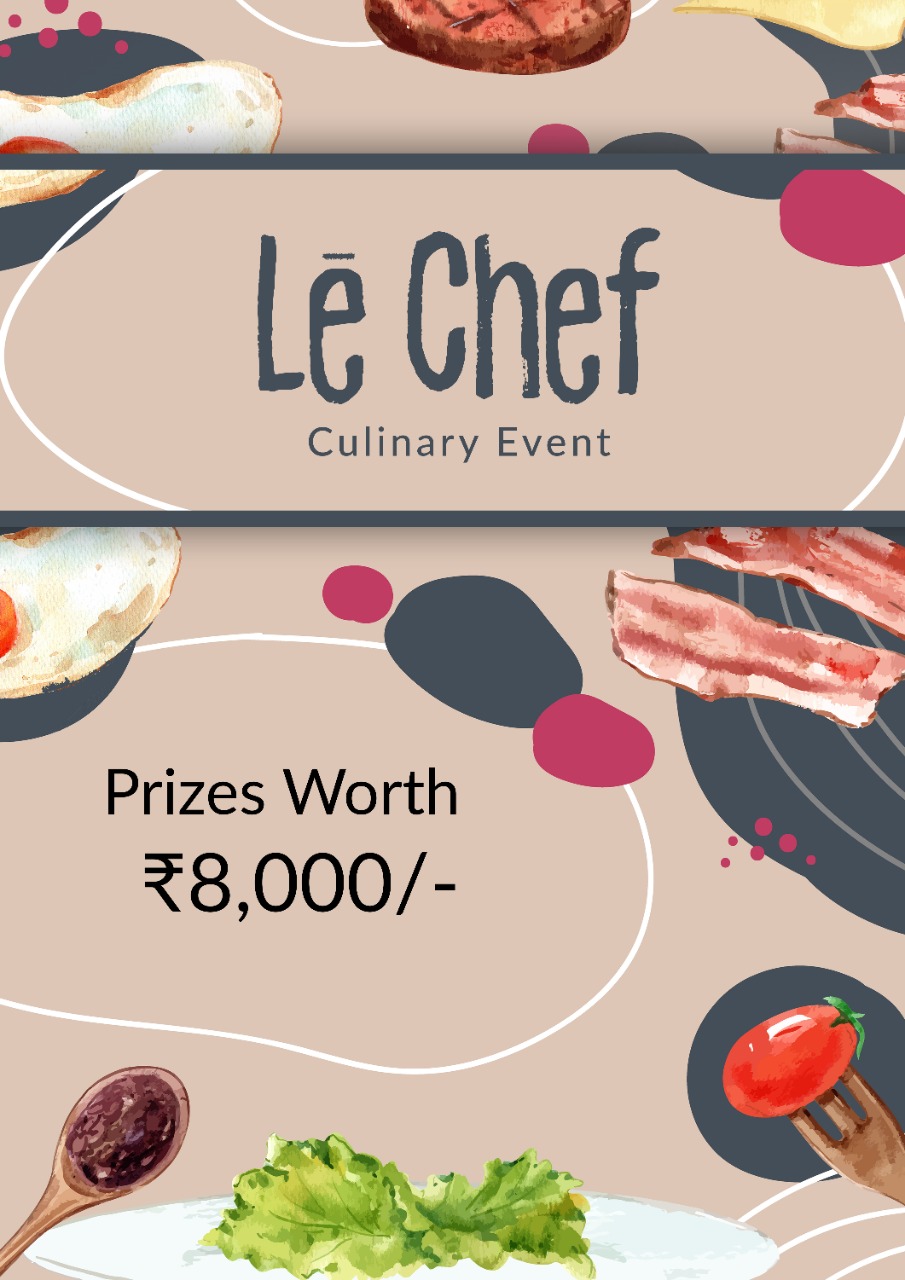 Lē Chef
Culinary Event
Prizes Worth
₹8,000/-